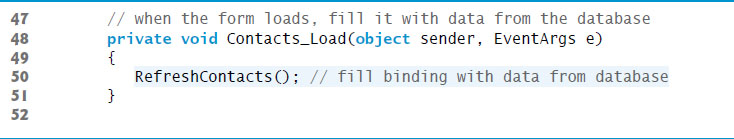 47 // when the form loads, fill it with data from the database
48 private void Contacts_Load(object sender, EventArgs e)
49 {
50 RefreshContacts(); // fill binding with data from database
51 }
52